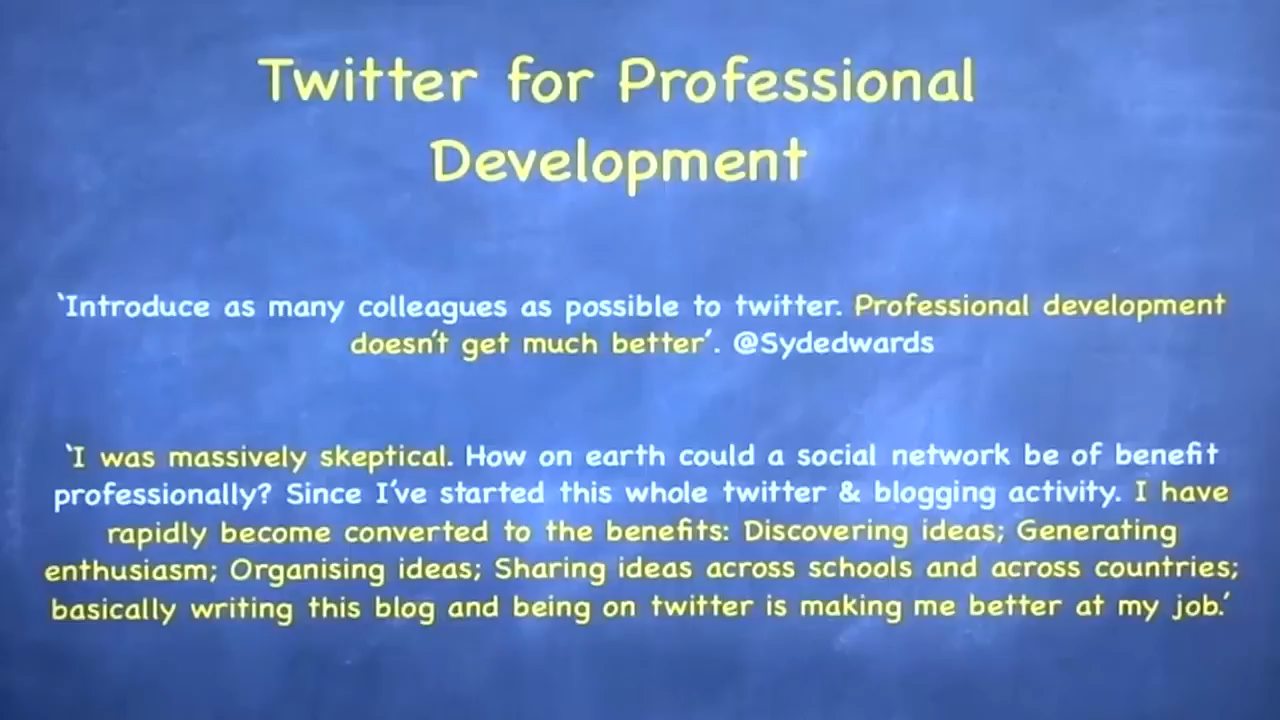 Twitter for Professional
Development
‘Introduce as many colleagues as possible to twitter. Professional development
doesn’t get much better’. @Sydedwards
‘I was massively skeptical. How on earth could a social network be of benefit
professionally? Since I’ve started this whole twitter & blogging activity. I have
rapidly become converted to the benefits: Discovering ideas; Generating
enthusiasm; Organising ideas; Sharing ideas across schools and across countries;
basically writing this blog and being on twitter is making me better at my job.’